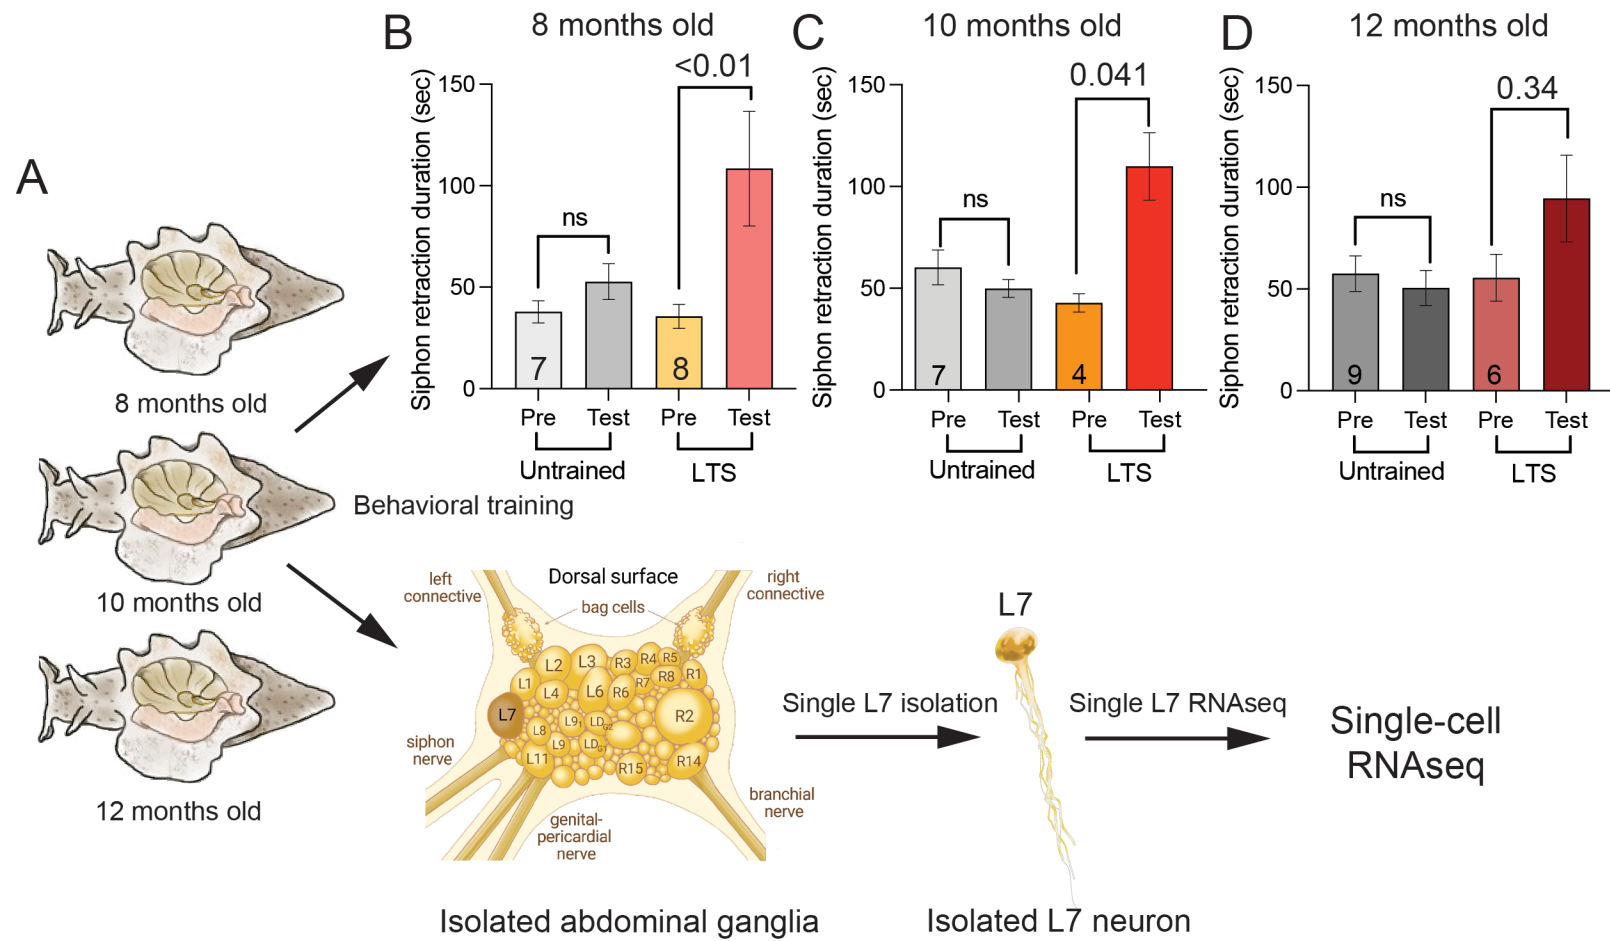 A
8 months old
10 months old
12 months old
Behavioral training
B
8 months old
Siphon retraction duration (sec)
150
100
50
0
ns
<0.01
7
8
Pre
Test
Pre
Test
Untrained
LTS
C
10 months old
Siphon retraction duration (sec)
150
100
50
0
ns
0.041
7
4
Pre
Test
Pre
Test
Untrained
LTS
D
12 months old
Siphon retraction duration (sec)
150
100
50
0
ns
0.34
9
6
Pre
Test
Pre
Test
Untrained
LTS
left
connective
Dorsal surface
bag cells
right
connective
L1
L2
L3
R3
R4
R5
R1
L4
L6
R6
R7
R8
L7
L8
L9₁
LD_G2
R2
L9
LD_G1
L11
R15
R14
siphon
nerve
genital-
pericardial
nerve
branchial
nerve
Isolated abdominal ganglia
Single L7 isolation
L7
Isolated L7 neuron
Single L7 RNAseq
Single-cell
RNAseq